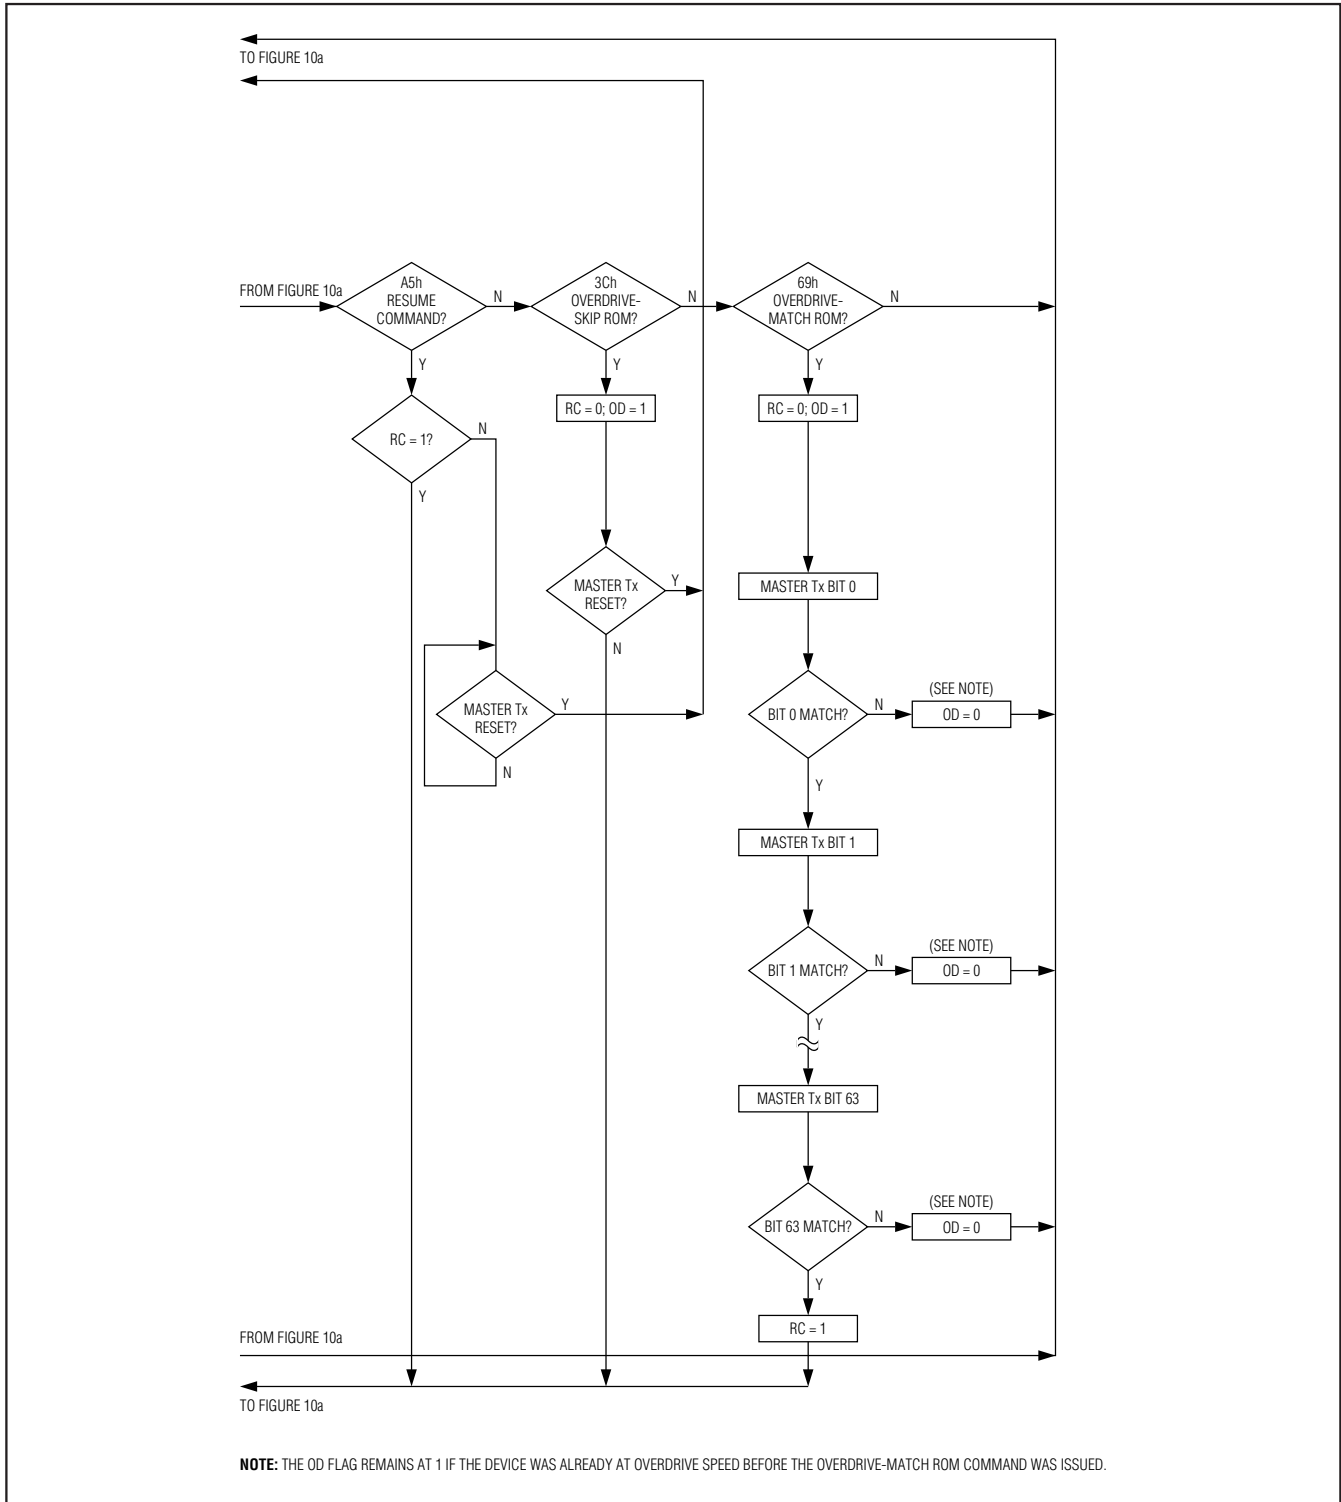 TO FIGURE 10a
FROM FIGURE 10a
A5h
RESUME
COMMAND?
N
Y
3Ch
OVERDRIVE-
SKIP ROM?
N
Y
69h
OVERDRIVE-
MATCH ROM?
N
Y
RC = 1?
N
Y
RC = 0; OD = 1
RC = 0; OD = 1
MASTER Tx
RESET?
Y
N
MASTER Tx BIT 0
MASTER Tx
RESET?
Y
N
BIT 0 MATCH?
N
Y
(SEE NOTE)
OD = 0
MASTER Tx BIT 1
BIT 1 MATCH?
N
Y
(SEE NOTE)
OD = 0
MASTER Tx BIT 63
BIT 63 MATCH?
N
Y
(SEE NOTE)
OD = 0
RC = 1
FROM FIGURE 10a
TO FIGURE 10a
NOTE: THE OD FLAG REMAINS AT 1 IF THE DEVICE WAS ALREADY AT OVERDRIVE SPEED BEFORE THE OVERDRIVE-MATCH ROM COMMAND WAS ISSUED.